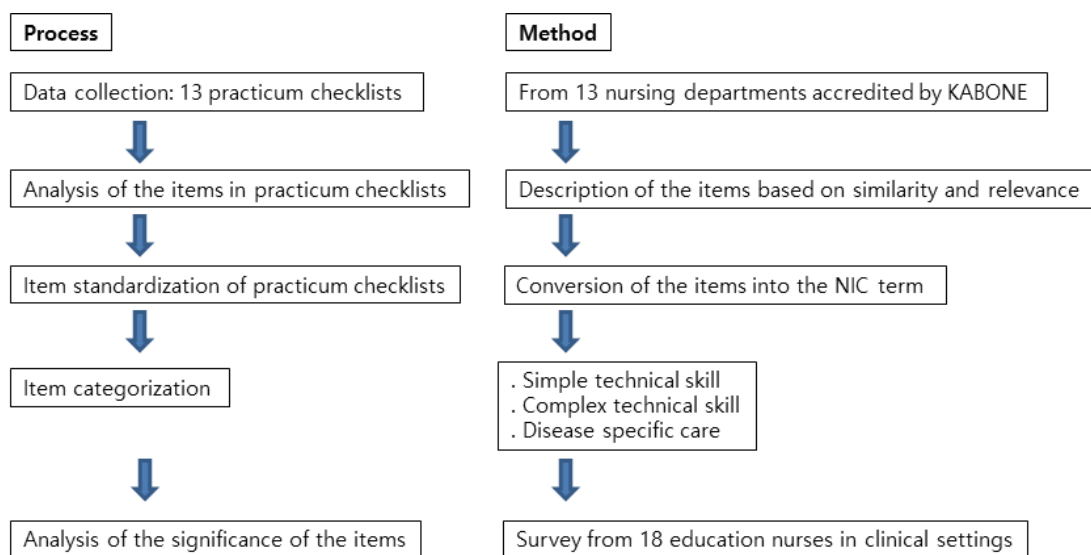 Process
Method
Data collection: 13 practicum checklists
From 13 nursing departments accredited by KABONE
Analysis of the items in practicum checklists
Description of the items based on similarity and relevance
Item standardization of practicum checklists
Conversion of the items into the NIC term
Item categorization
. Simple technical skill
. Complex technical skill
. Disease specific care
Analysis of the significance of the items
Survey from 18 education nurses in clinical settings